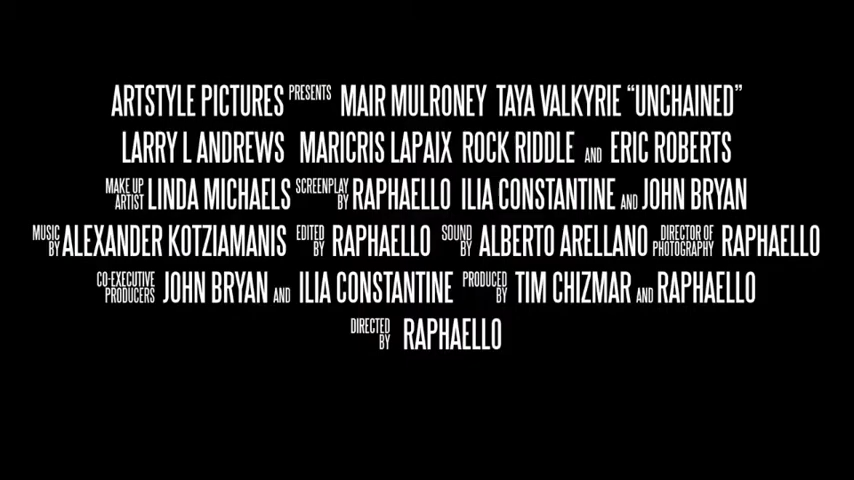 ARTSTYLE PICTURES PRESENTS MAIR MULRONEY TAYA VALKYRIE “UNCHAINED”
LARRY L ANDREWS MARICRIS LAPAIX ROCK RIDDLE AND ERIC ROBERTS
MAKE UP ARTIST LINDA MICHAELS SCREENPLAY BY RAPHAELLO ILIA CONSTANTINE AND JOHN BRYAN
MUSIC BY ALEXANDER KOTZIAMANIS EDITED BY RAPHAELLO SOUND BY ALBERTO ARELLANO DIRECTOR OF PHOTOGRAPHY RAPHAELLO
CO-EXECUTIVE PRODUCERS JOHN BRYAN AND ILIA CONSTANTINE PRODUCED BY TIM CHIZMAR AND RAPHAELLO
DIRECTED BY RAPHAELLO